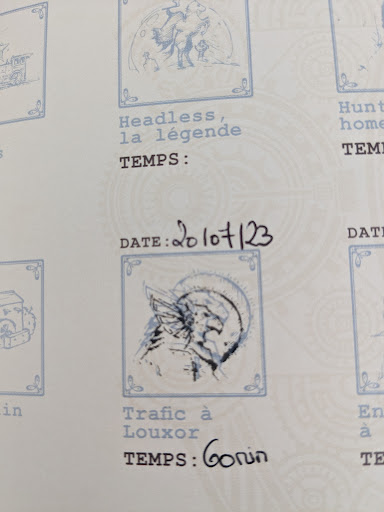 Headless,
la légende
TEMPS:
Hunt
home
TEM
s
DATE: 20/07/23
DATE
in
Trafic à
Louxor
TEMPS: 60min
En
à
TE